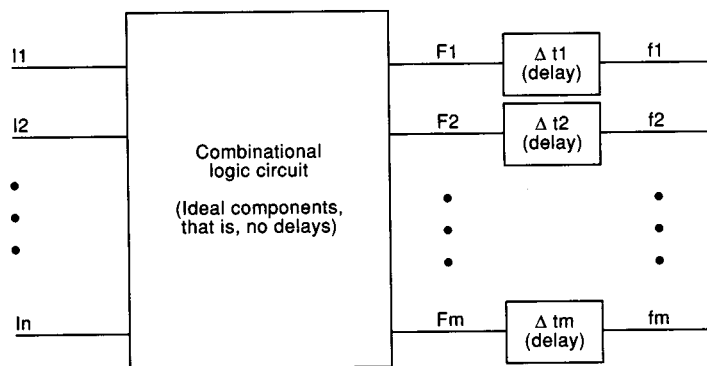 I1
F1
Δ t1
(delay)
f1
I2
F2
Δ t2
(delay)
f2
Combinational
logic circuit
(Ideal components,
that is, no delays)
In
Fm
Δ tm
(delay)
fm